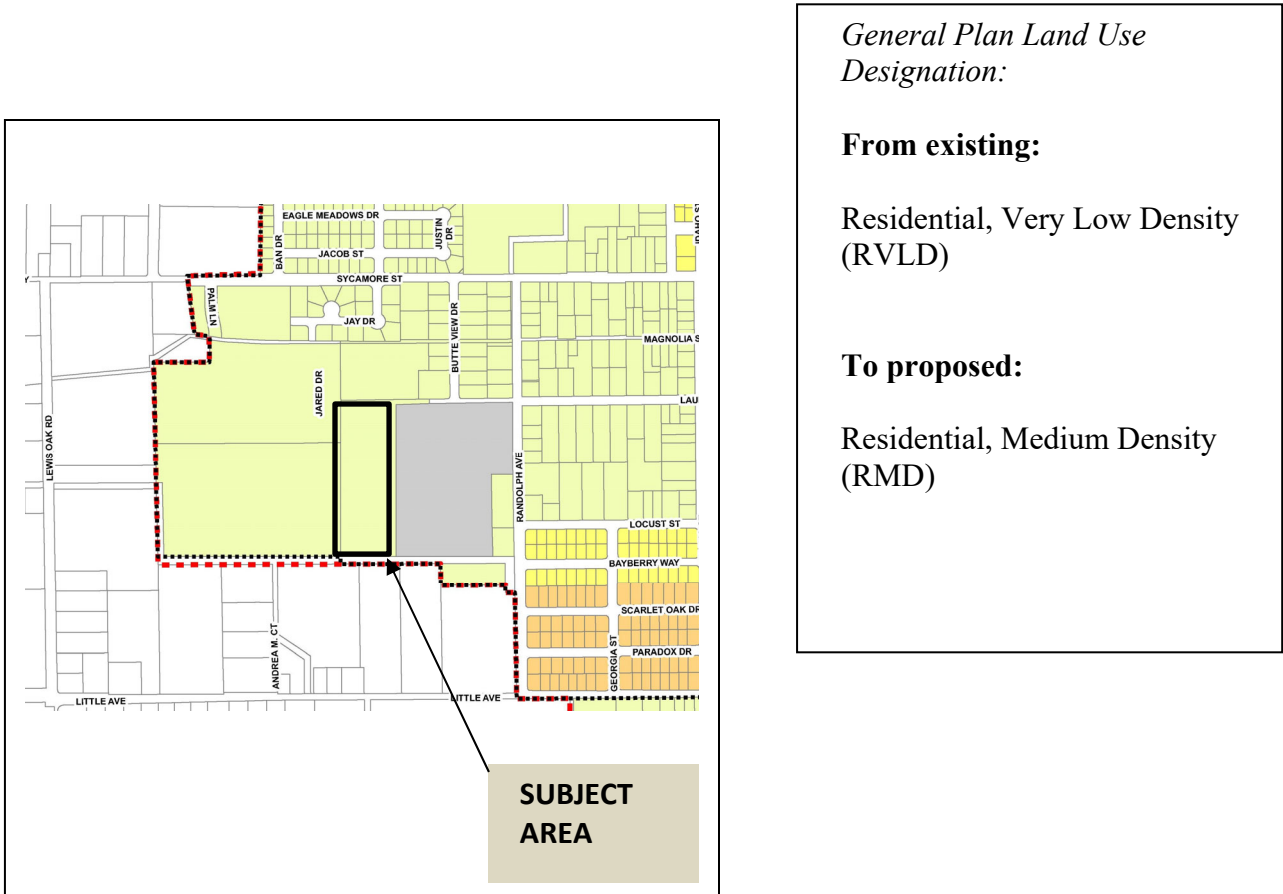 General Plan Land Use
Designation:
From existing:
Residential, Very Low Density
(RVLD)
To proposed:
Residential, Medium Density
(RMD)
EAGLE MEADOWS DR
JUSTIN
DR
BAN DR
JACOB ST
SYCAMORE ST
PALM LN
JAY DR
BUTTE VIEW DR
MAGNOLIA S
JARED DR
LAU
LEWIS OAK RD
RANDOLPH AVE
LOCUST ST
BAYBERRY WAY
SCARLET OAK DR
ANDREA M. CT
GEORGIA ST
PARADOX DR
LITTLE AVE
LITTLE AVE
SUBJECT
AREA